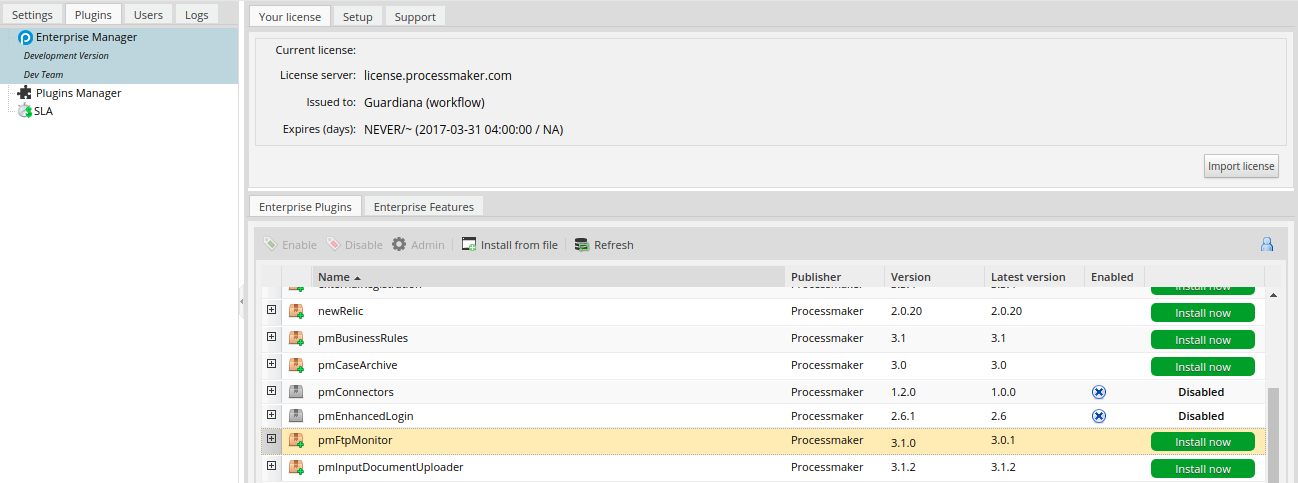 Settings Plugins Users Logs
Enterprise Manager
Development Version
Dev Team
Plugins Manager
SLA
Your license Setup Support
Current license:
License server: license.processmaker.com
Issued to: Guardiana (workflow)
Expires (days): NEVER/~ (2017-03-31 04:00:00 / NA)
Import license
Enterprise Plugins Enterprise Features
Enable Disable Admin Install from file Refresh
Name Publisher Version Latest version Enabled
Install now
newRelic Processmaker 2.0.20 2.0.20 Install now
pmBusinessRules Processmaker 3.1 3.1 Install now
pmCaseArchive Processmaker 3.0 3.0 Install now
pmConnectors Processmaker 1.2.0 1.0.0 Disabled
pmEnhancedLogin Processmaker 2.6.1 2.6 Disabled
pmFtpMonitor Processmaker 3.1.0 3.0.1 Install now
pmInputDocumentUploader Processmaker 3.1.2 3.1.2 Install now